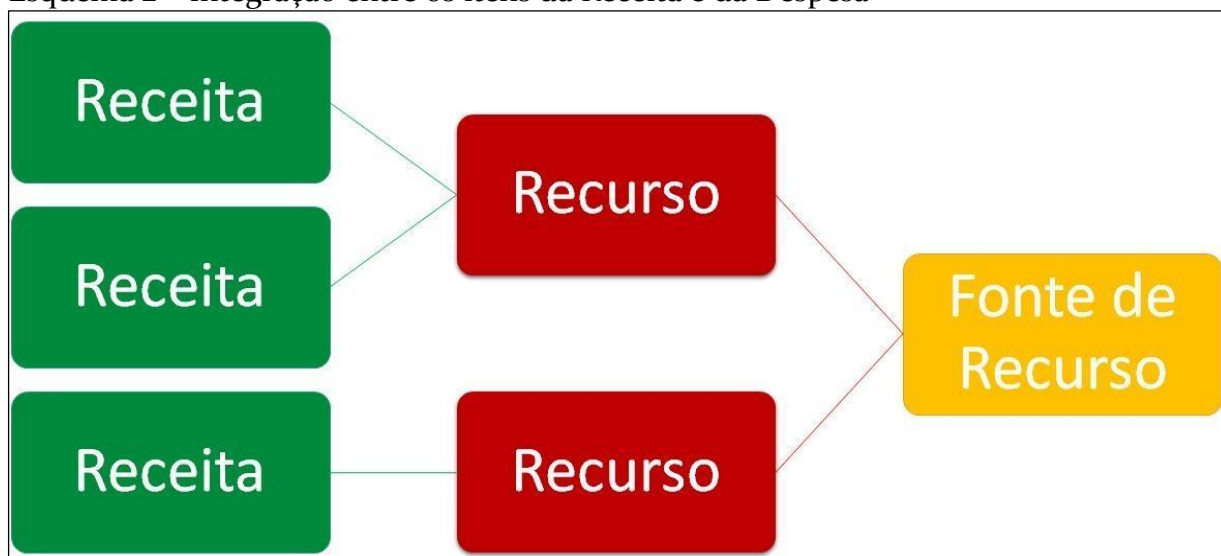 Esquema 2 – Integração entre os itens da Receita e da Despesa
Receita
Receita
Receita
Recurso
Recurso
Fonte de
Recurso